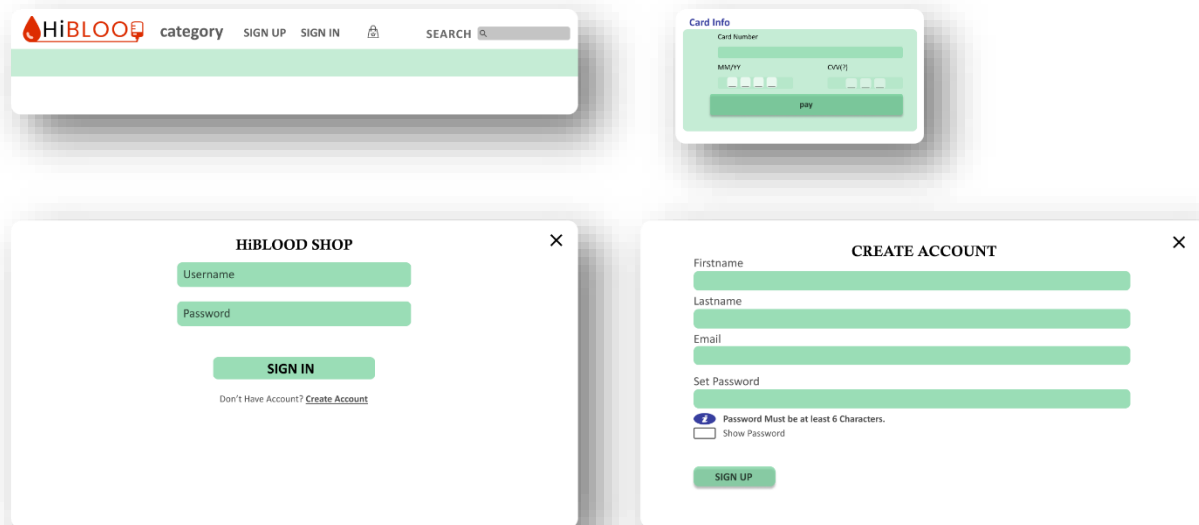 HiBLOOD category SIGN UP SIGN IN SEARCH
Card Info
Card Number
MM/YY CVV(?)
pay
HiBLOOD SHOP
Username
Password
SIGN IN
Don't Have Account? Create Account
CREATE ACCOUNT
Firstname
Lastname
Email
Set Password
i Password Must be at least 6 Characters.
Show Password
SIGN UP